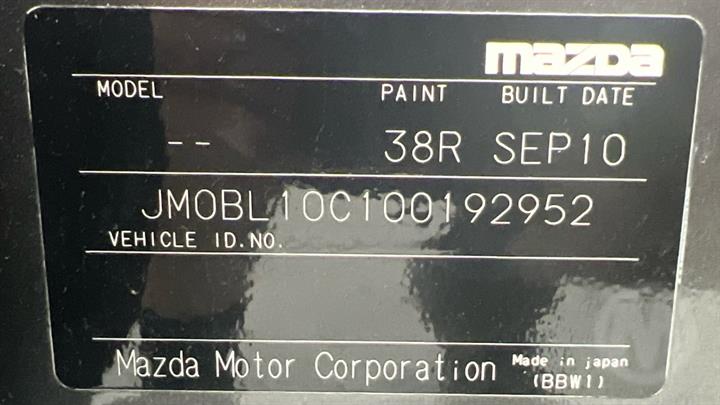 mazda
MODEL PAINT BUILT DATE
-- 38R SEP10
JM0BL10C100192952
VEHICLE ID.NO.
Mazda Motor Corporation Made in japan
(BBW1)